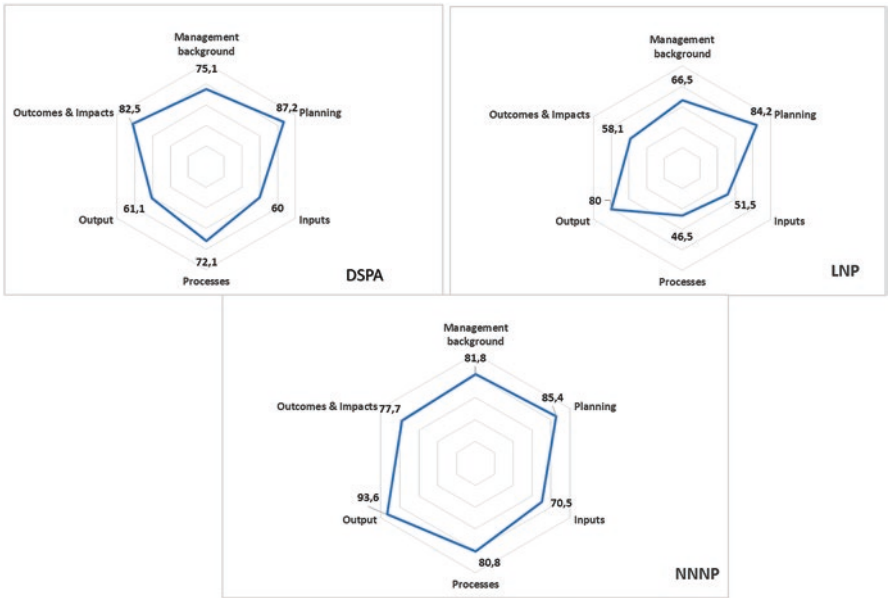 Management
background
75,1
Outcomes & Impacts
82,5
87,2
Planning
Output
61,1
60
Inputs
72,1
Processes
DSPA
Management
background
66,5
Outcomes & Impacts
58,1
84,2
Planning
80
Output
51,5
Inputs
46,5
Processes
LNP
Management
background
81,8
Outcomes & Impacts
77,7
85,4
Planning
93,6
Output
70,5
Inputs
80,8
Processes
NNNP